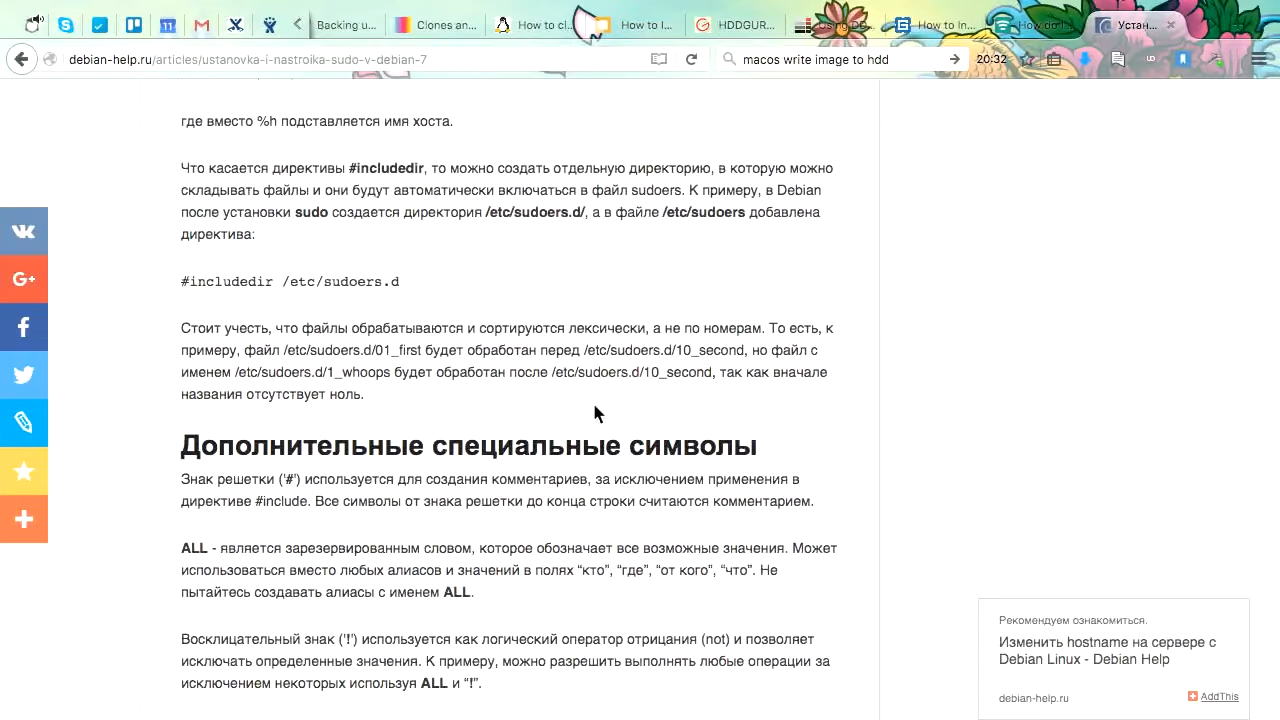 11
Backing u...
Clones an...
How to cl...
How to I...
HDDGUR...
Using DD...
How to In...
How do I...
Устан...
debian-help.ru/articles/ustanovka-i-nastroika-sudo-v-debian-7
macos write image to hdd
20:32
UD
где вместо %h подставляется имя хоста.
Что касается директивы #includedir, то можно создать отдельную директорию, в которую можно
складывать файлы и они будут автоматически включаться в файл sudoers. К примеру, в Debian
после установки sudo создается директория /etc/sudoers.d/, а в файле /etc/sudoers добавлена
директива:
#includedir /etc/sudoers.d
Стоит учесть, что файлы обрабатываются и сортируются лексически, а не по номерам. То есть, к
примеру, файл /etc/sudoers.d/01_first будет обработан перед /etc/sudoers.d/10_second, но файл с
именем /etc/sudoers.d/1_whoops будет обработан после /etc/sudoers.d/10_second, так как вначале
названия отсутствует ноль.
Дополнительные специальные символы
Знак решетки ('#') используется для создания комментариев, за исключением применения в
директиве #include. Все символы от знака решетки до конца строки считаются комментарием.
ALL - является зарезервированным словом, которое обозначает все возможные значения. Может
использоваться вместо любых алиасов и значений в полях “кто”, “где”, “от кого”, “что”. Не
пытайтесь создавать алиасы с именем ALL.
Восклицательный знак ('!') используется как логический оператор отрицания (not) и позволяет
исключать определенные значения. К примеру, можно разрешить выполнять любые операции за
исключением некоторых используя ALL и “!”.
Рекомендуем ознакомиться.
Изменить hostname на сервере с
Debian Linux - Debian Help
debian-help.ru
AddThis